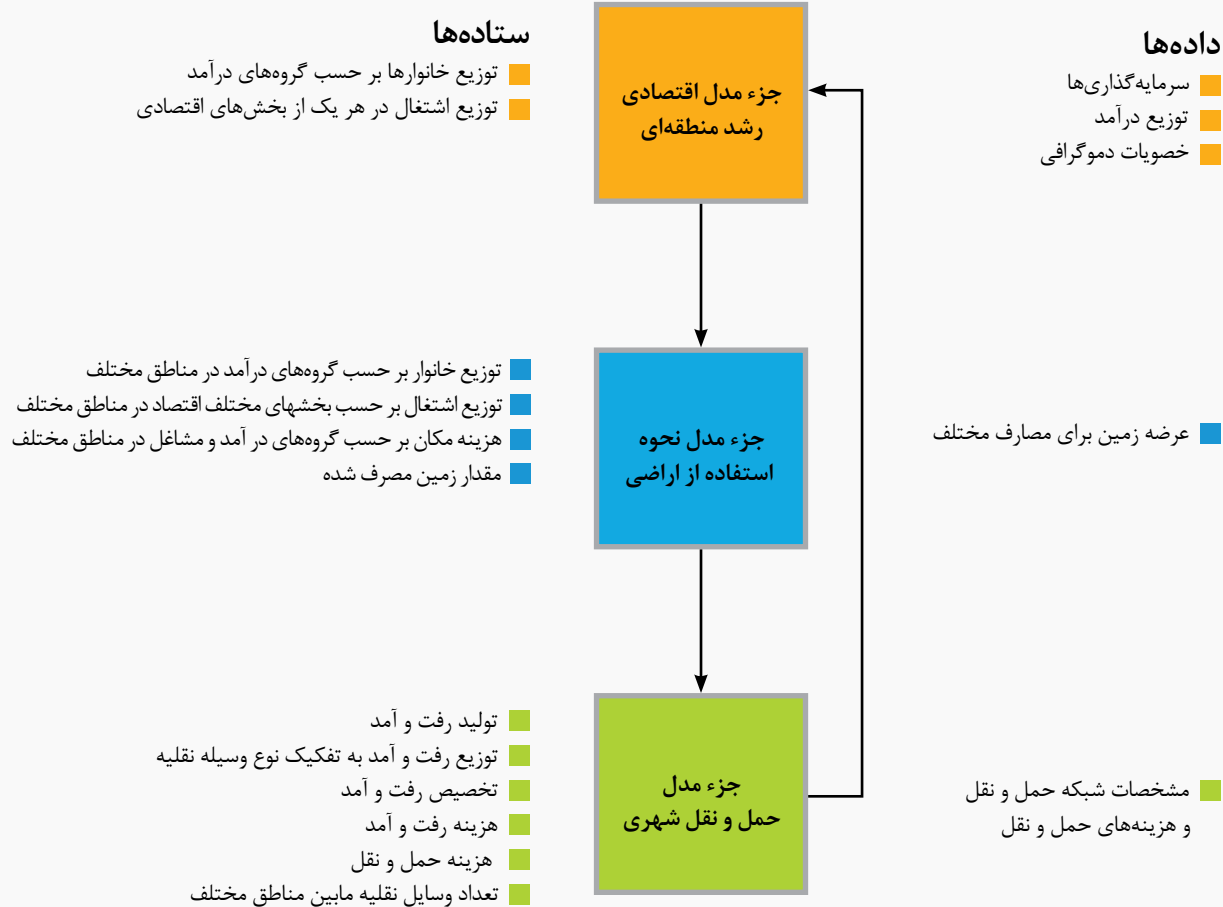 داده‌ها
سرمایه‌گذاری‌ها
توزیع درآمد
خصویات دموگرافی
جزء مدل اقتصادی
رشد منطقه‌ای
ستاده‌ها
توزیع خانوارها بر حسب گروه‌های درآمد
توزیع اشتغال در هر یک از بخش‌های اقتصادی
عرضه زمین برای مصارف مختلف
جزء مدل نحوه
استفاده از اراضی
توزیع خانوار بر حسب گروه‌های درآمد در مناطق مختلف
توزیع اشتغال بر حسب بخشهای مختلف اقتصاد در مناطق مختلف
هزینه مکان بر حسب گروه‌های در آمد و مشاغل در مناطق مختلف
مقدار زمین مصرف شده
مشخصات شبکه حمل و نقل
و هزینه‌های حمل و نقل
جزء مدل
حمل و نقل شهری
تولید رفت و آمد
توزیع رفت و آمد به تفکیک نوع وسیله نقلیه
تخصیص رفت و آمد
هزینه رفت و آمد
هزینه حمل و نقل
تعداد وسایل نقلیه مابین مناطق مختلف